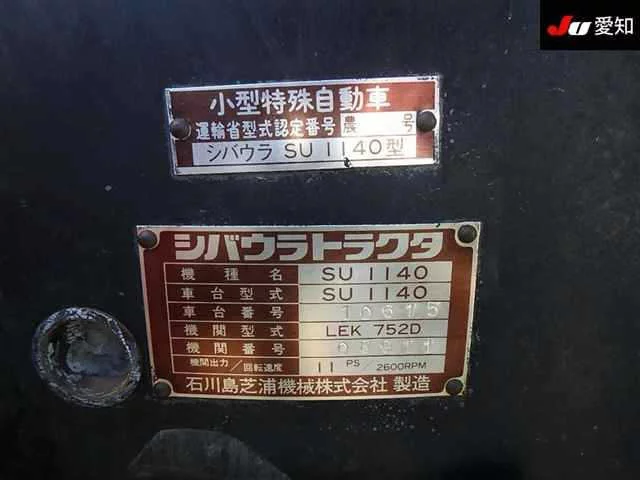 JU 愛知
小型特殊自動車
運輸省型式認定番号 農 号
シバウラ SU 1140型
シバウラトラクタ
機種名 SU 1140
車台型式 SU 1140
車台番号 10615
機関型式 LEK 752D
機関番号
機関出力/回転速度 11 PS/2600RPM
石川島芝浦機械株式会社 製造